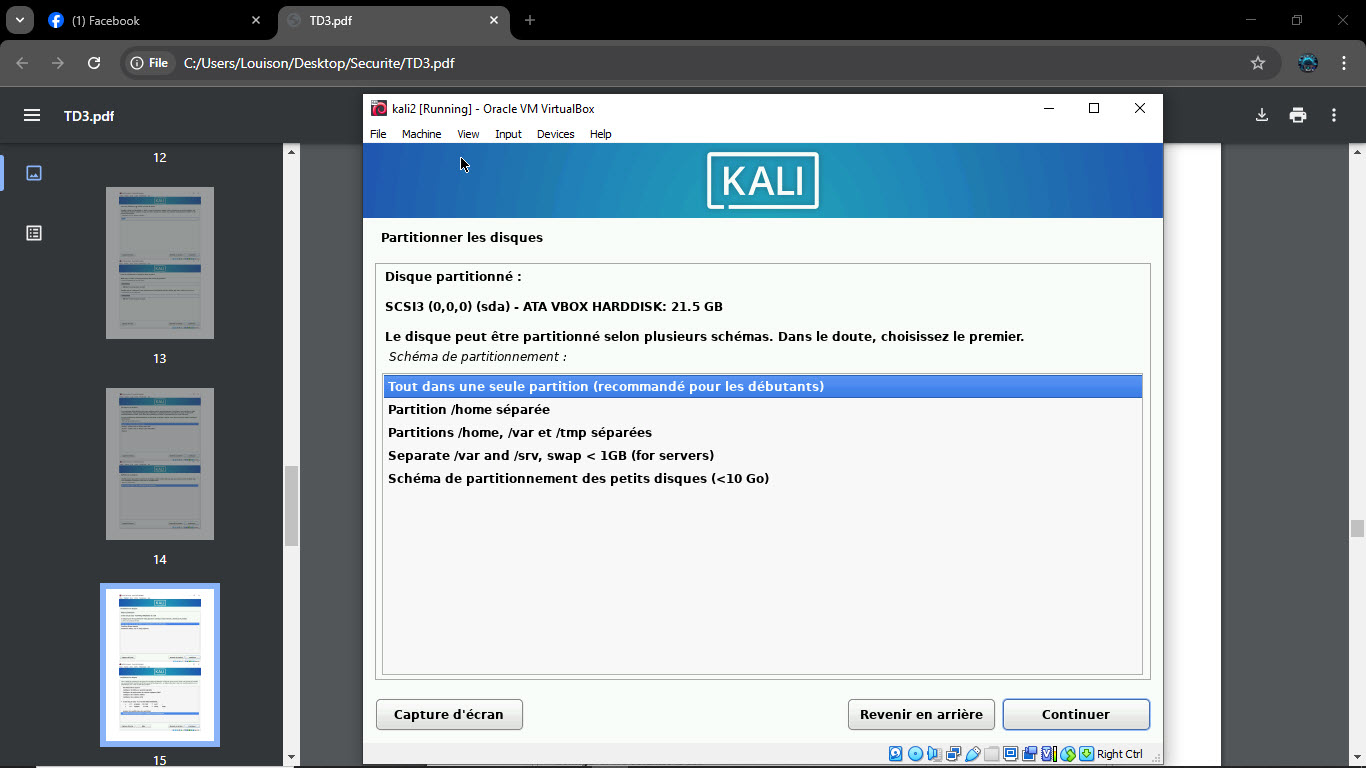 (1) Facebook
TD3.pdf
File
C:/Users/Louison/Desktop/Securite/TD3.pdf
TD3.pdf
12
13
14
15
kali2 [Running] - Oracle VM VirtualBox
File Machine View Input Devices Help
KALI
Partitionner les disques
Disque partitionné :
SCSI3 (0,0,0) (sda) - ATA VBOX HARDDISK: 21.5 GB
Le disque peut être partitionné selon plusieurs schémas. Dans le doute, choisissez le premier.
Schéma de partitionnement :
Tout dans une seule partition (recommandé pour les débutants)
Partition /home séparée
Partitions /home, /var et /tmp séparées
Separate /var and /srv, swap < 1GB (for servers)
Schéma de partitionnement des petits disques (<10 Go)
Capture d'écran
Revenir en arrière
Continuer
Right Ctrl